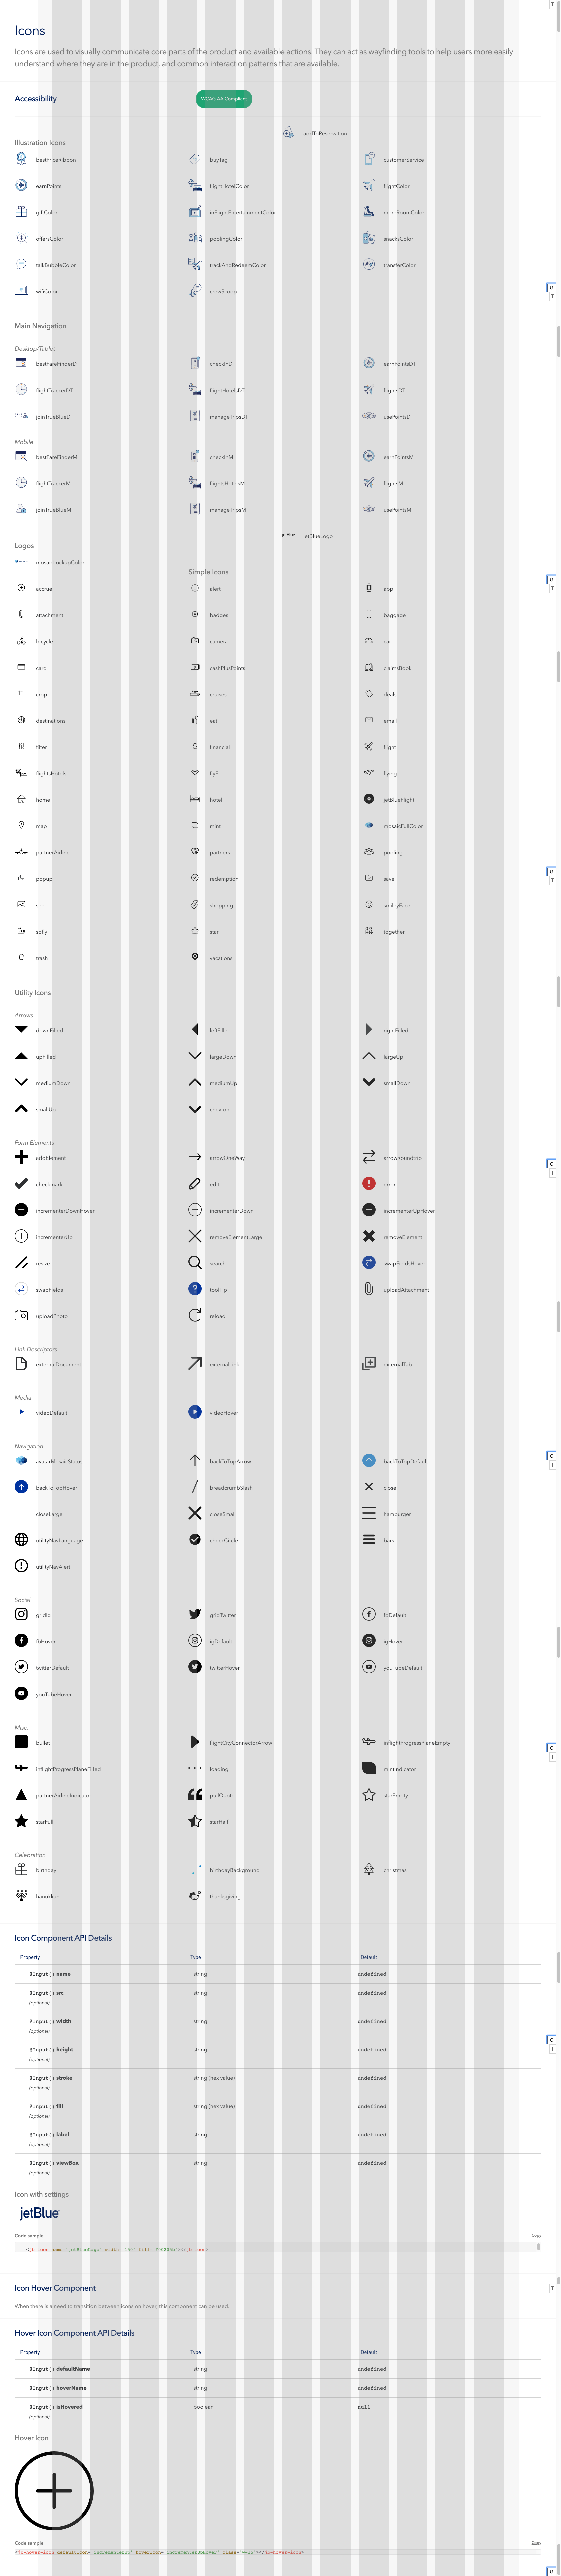 T
Icons
Icons are used to visually communicate core parts of the product and available actions. They can act as wayfinding tools to help users more easily
understand where they are in the product, and common interaction patterns that are available.
Accessibility
WCAG AA Compliant
addToReservation
Illustration Icons
bestPriceRibbon buyTag customerService
earnPoints flightHotelColor flightColor
giftColor inFlightEntertainmentColor moreRoomColor
offersColor poolingColor snacksColor
talkBubbleColor trackAndRedeemColor transferColor
wifiColor crewScoop
G
T
Main Navigation
Desktop/Tablet
bestFareFinderDT checkInDT earnPointsDT
flightTrackerDT flightHotelsDT flightsDT
joinTrueBlueDT manageTripsDT usePointsDT
Mobile
bestFareFinderM checkInM earnPointsM
flightTrackerM flightsHotelsM flightsM
joinTrueBlueM manageTripsM usePointsM
jetBlue jetBlueLogo
Logos
mosaicLockupColor
Simple Icons
G
T
accrual alert app
attachment badges baggage
bicycle camera car
card cashPlusPoints claimsBook
crop cruises deals
destinations eat email
filter financial flight
flightsHotels flyFi flying
home hotel jetBlueFlight
map mint mosaicFullColor
partnerAirline partners pooling
popup redemption save
G
T
see shopping smileyFace
sofly star together
trash vacations
Utility Icons
Arrows
downFilled leftFilled rightFilled
upFilled largeDown largeUp
mediumDown mediumUp smallDown
smallUp chevron
Form Elements
addElement arrowOneWay arrowRoundtrip
G
T
checkmark edit error
incrementerDownHover incrementerDown incrementerUpHover
incrementerUp removeElementLarge removeElement
resize search swapFieldsHover
swapFields toolTip uploadAttachment
uploadPhoto reload
Link Descriptors
externalDocument externalLink externalTab
Media
videoDefault videoHover
Navigation
avatarMosaicStatus backToTopArrow backToTopDefault
G
T
backToTopHover breadcrumbSlash close
closeLarge closeSmall hamburger
utilityNavLanguage checkCircle bars
utilityNavAlert
Social
gridIg gridTwitter fbDefault
fbHover igDefault igHover
twitterDefault twitterHover youTubeDefault
youTubeHover
Misc.
bullet flightCityConnectorArrow inflightProgressPlaneEmpty
G
T
inflightProgressPlaneFilled loading mintIndicator
partnerAirlineIndicator pullQuote starEmpty
starFull starHalf
Celebration
birthday birthdayBackground christmas
hanukkah thanksgiving
Icon Component API Details
Property Type Default
@Input() name string undefined
@Input() src string undefined
(optional)
@Input() width string undefined
(optional)
G
T
@Input() height string undefined
(optional)
@Input() stroke string (hex value) undefined
(optional)
@Input() fill string (hex value) undefined
(optional)
@Input() label string undefined
(optional)
@Input() viewBox string undefined
(optional)
Icon with settings
jetBlue
Code sample Copy
Icon Hover Component
T
When there is a need to transition between icons on hover, this component can be used.
Hover Icon Component API Details
Property Type Default
@Input() defaultName string undefined
@Input() hoverName string undefined
@Input() isHovered boolean null
(optional)
Hover Icon
Code sample Copy
G